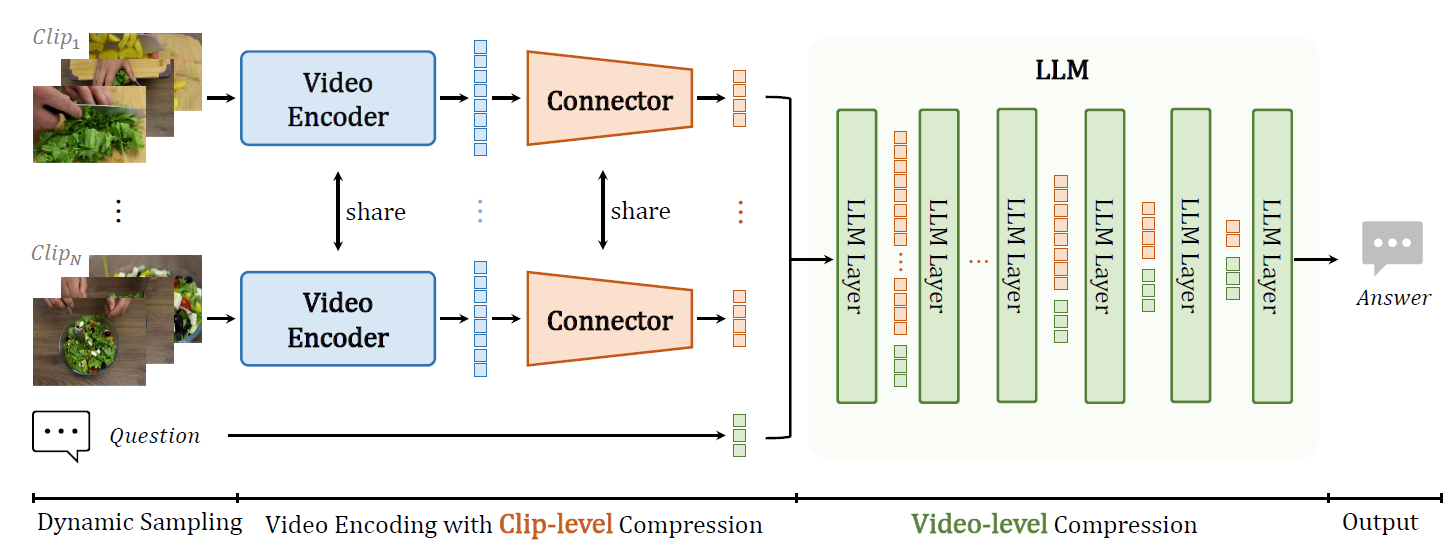 Clip₁
Video
Encoder
Connector
LLM
share
share
Clip_N
Video
Encoder
Connector
LLM Layer
LLM Layer
LLM Layer
LLM Layer
LLM Layer
LLM Layer
Answer
Question
Dynamic Sampling
Video Encoding with Clip-level Compression
Video-level Compression
Output